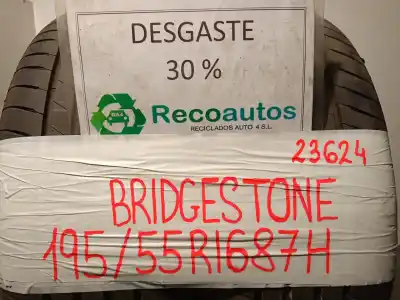 DESGASTE
30 %
Recoautos
RECICLADOS AUTO 4 S.L.
23624
BRIDGESTONE
195/55R1687H